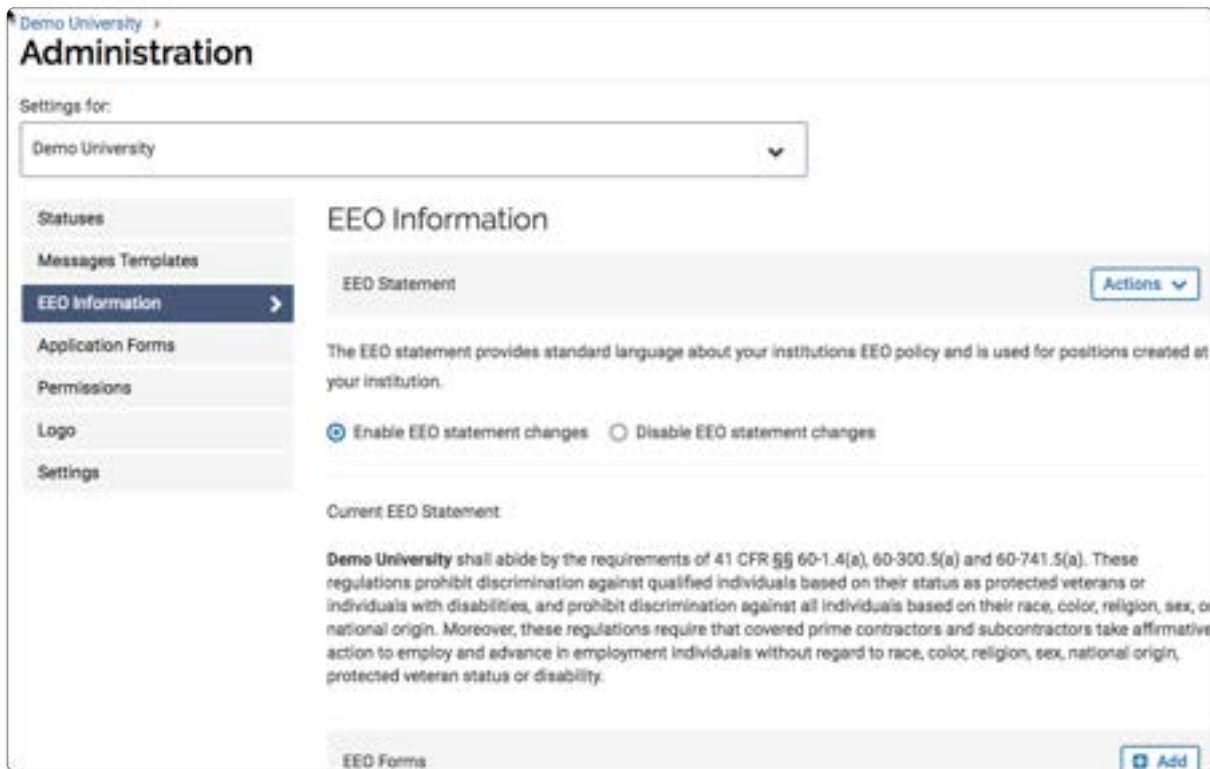 Demo University ›
Administration
Settings for:
Demo University
Statuses
Messages Templates
EEO Information
Application Forms
Permissions
Logo
Settings
EEO Information
EEO Statement
Actions
The EEO statement provides standard language about your institutions EEO policy and is used for positions created at
your institution.
Enable EEO statement changes Disable EEO statement changes
Current EEO Statement
Demo University shall abide by the requirements of 41 CFR §§ 60-1.4(a), 60-300.5(a) and 60-741.5(a). These
regulations prohibit discrimination against qualified individuals based on their status as protected veterans or
individuals with disabilities, and prohibit discrimination against all individuals based on their race, color, religion, sex, or
national origin. Moreover, these regulations require that covered prime contractors and subcontractors take affirmative
action to employ and advance in employment individuals without regard to race, color, religion, sex, national origin,
protected veteran status or disability.
EEO Forms
Add